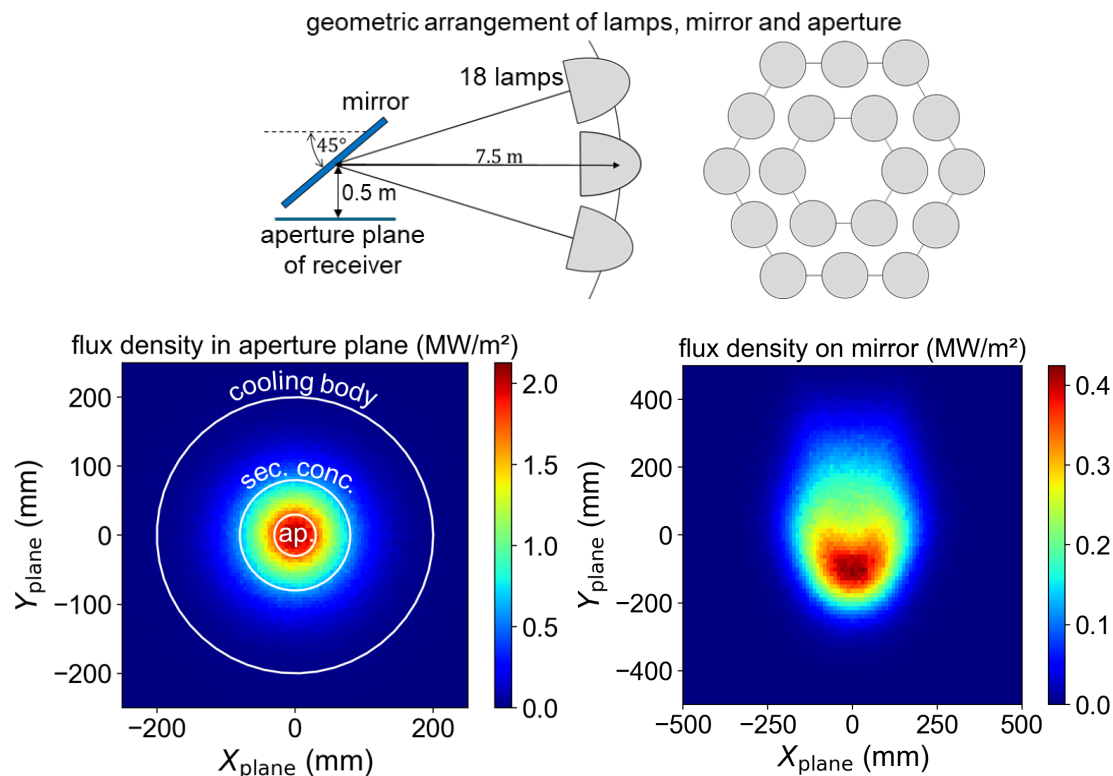 geometric arrangement of lamps, mirror and aperture
18 lamps
mirror
45°
7.5 m
0.5 m
aperture plane
of receiver
flux density in aperture plane (MW/m²)
cooling body
sec. conc.
ap.
200
100
0
−100
−200
Y_plane (mm)
−200
0
200
X_plane (mm)
2.0
1.5
1.0
0.5
0.0
flux density on mirror (MW/m²)
400
200
0
−200
−400
Y_plane (mm)
−500
−250
0
250
500
X_plane (mm)
0.4
0.3
0.2
0.1
0.0